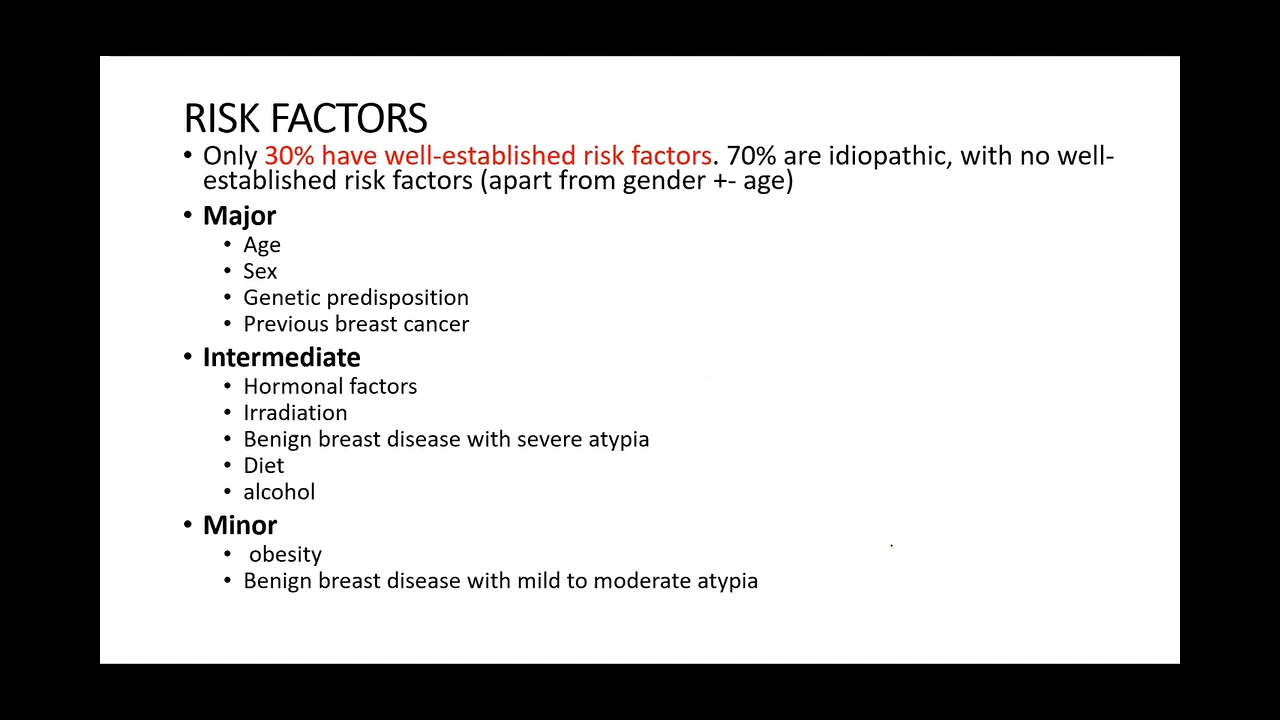 RISK FACTORS
• Only 30% have well-established risk factors. 70% are idiopathic, with no well-
established risk factors (apart from gender +- age)
• Major
• Age
• Sex
• Genetic predisposition
• Previous breast cancer
• Intermediate
• Hormonal factors
• Irradiation
• Benign breast disease with severe atypia
• Diet
• alcohol
• Minor
• obesity
• Benign breast disease with mild to moderate atypia